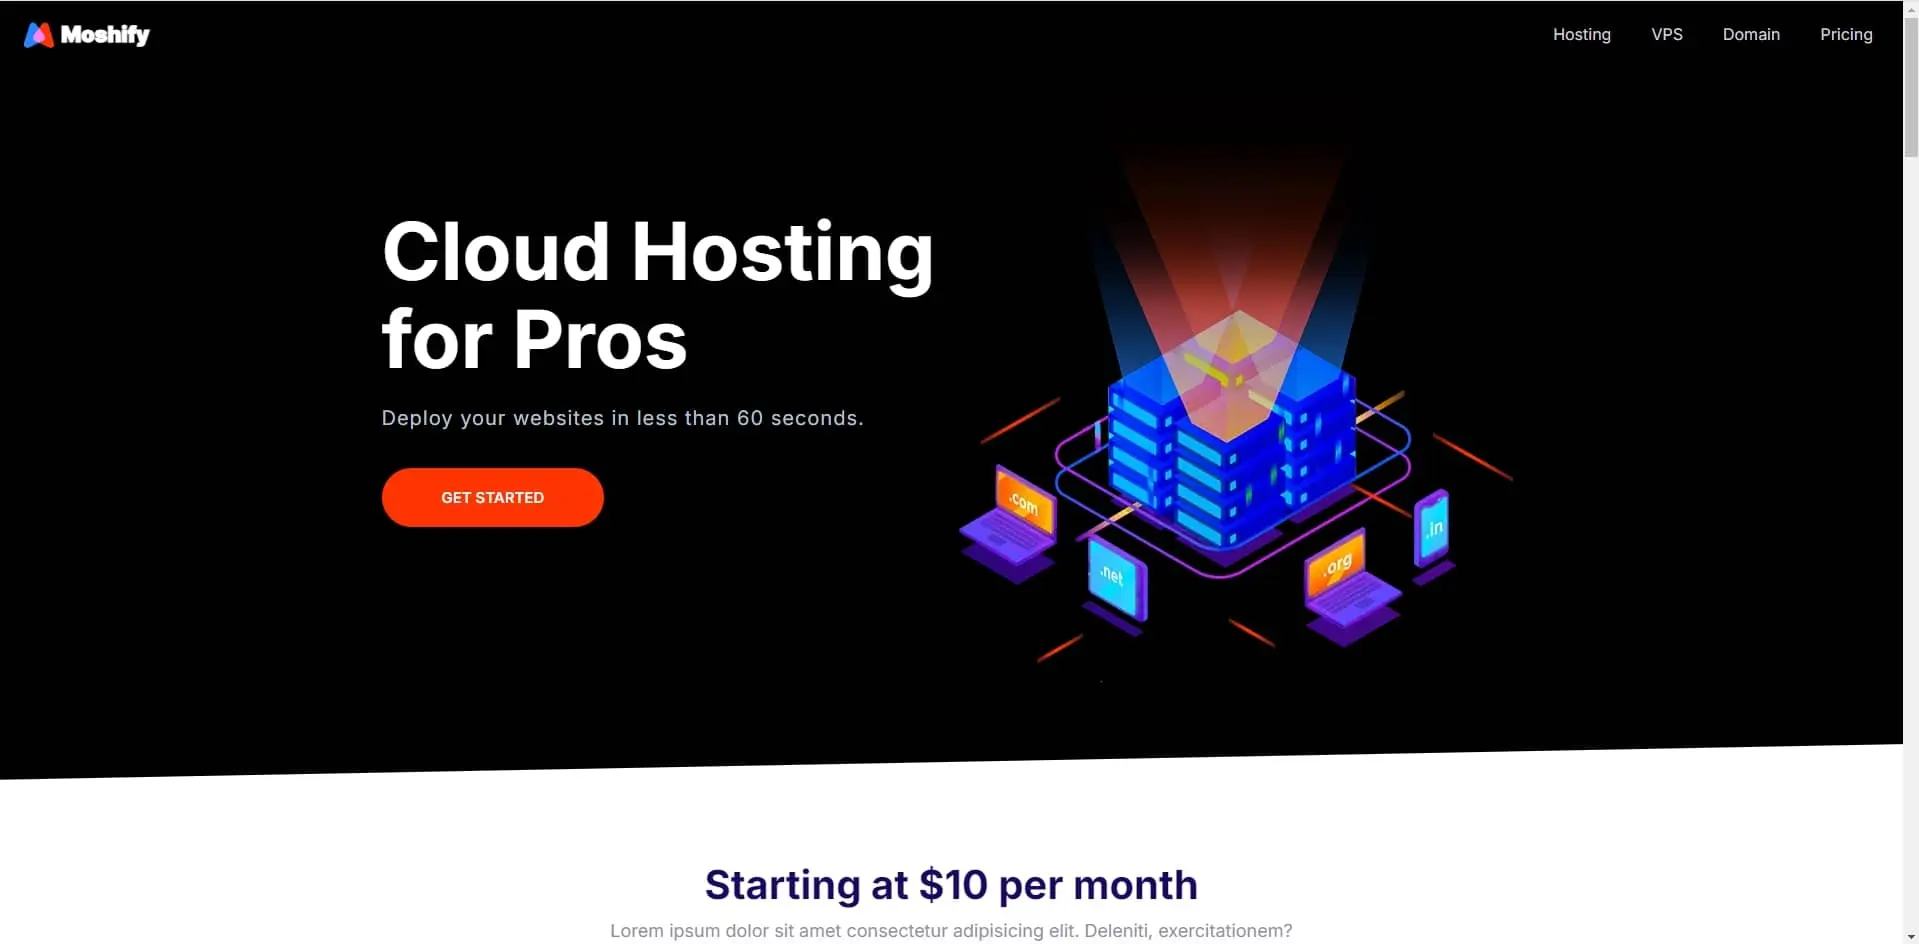 Moshify
Hosting
VPS
Domain
Pricing
Cloud Hosting
for Pros
Deploy your websites in less than 60 seconds.
GET STARTED
.com
.net
.org
.in
Starting at $10 per month
Lorem ipsum dolor sit amet consectetur adipisicing elit. Deleniti, exercitationem?